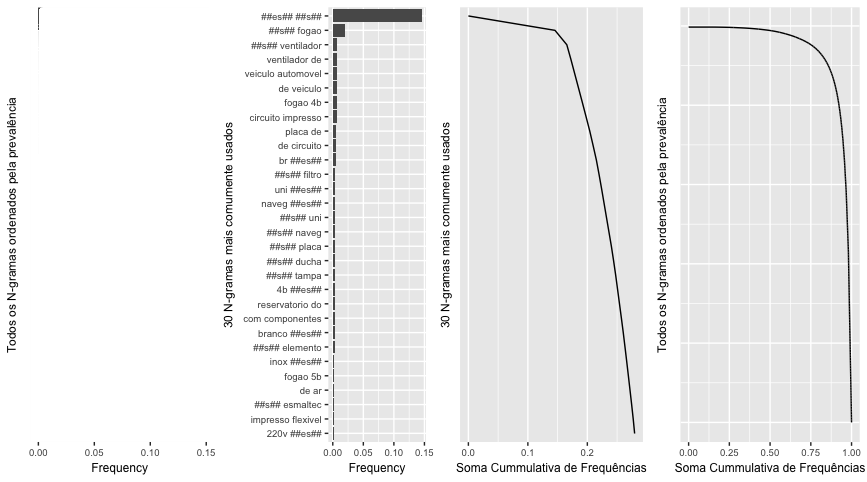 Todos os N-gramas ordenados pela prevalência
0.00
0.05
0.10
0.15
Frequency
30 N-gramas mais comumente usados
##es## ##s##
##s## fogao
##s## ventilador
ventilador de
veiculo automovel
de veiculo
fogao 4b
circuito impresso
placa de
de circuito
br ##es##
##s## filtro
uni ##es##
naveg ##es##
##s## uni
##s## naveg
##s## placa
##s## ducha
##s## tampa
4b ##es##
reservatorio do
com componentes
branco ##es##
##s## elemento
inox ##es##
fogao 5b
de ar
##s## esmaltec
impresso flexivel
220v ##es##
0.00
0.05
0.10
0.15
Frequency
30 N-gramas mais comumente usados
0.0
0.1
0.2
Soma Cummulativa de Frequências
Todos os N-gramas ordenados pela prevalência
0.00
0.25
0.50
0.75
1.00
Soma Cummulativa de Frequências